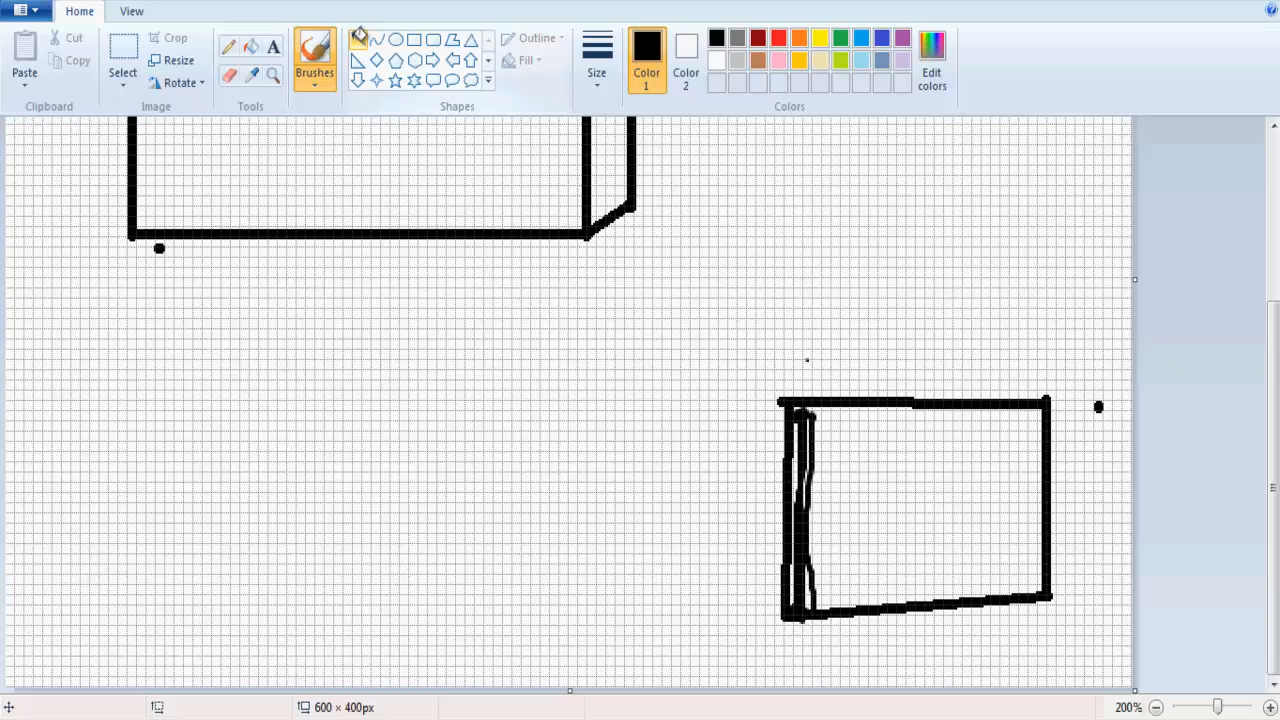 Home View
Paste
Cut
Copy
Clipboard
Select
Crop
Resize
Rotate
Image
A
Tools
Brushes
Outline
Fill
Shapes
Size
Color 1
Color 2
Edit colors
Colors
600 × 400px
200%